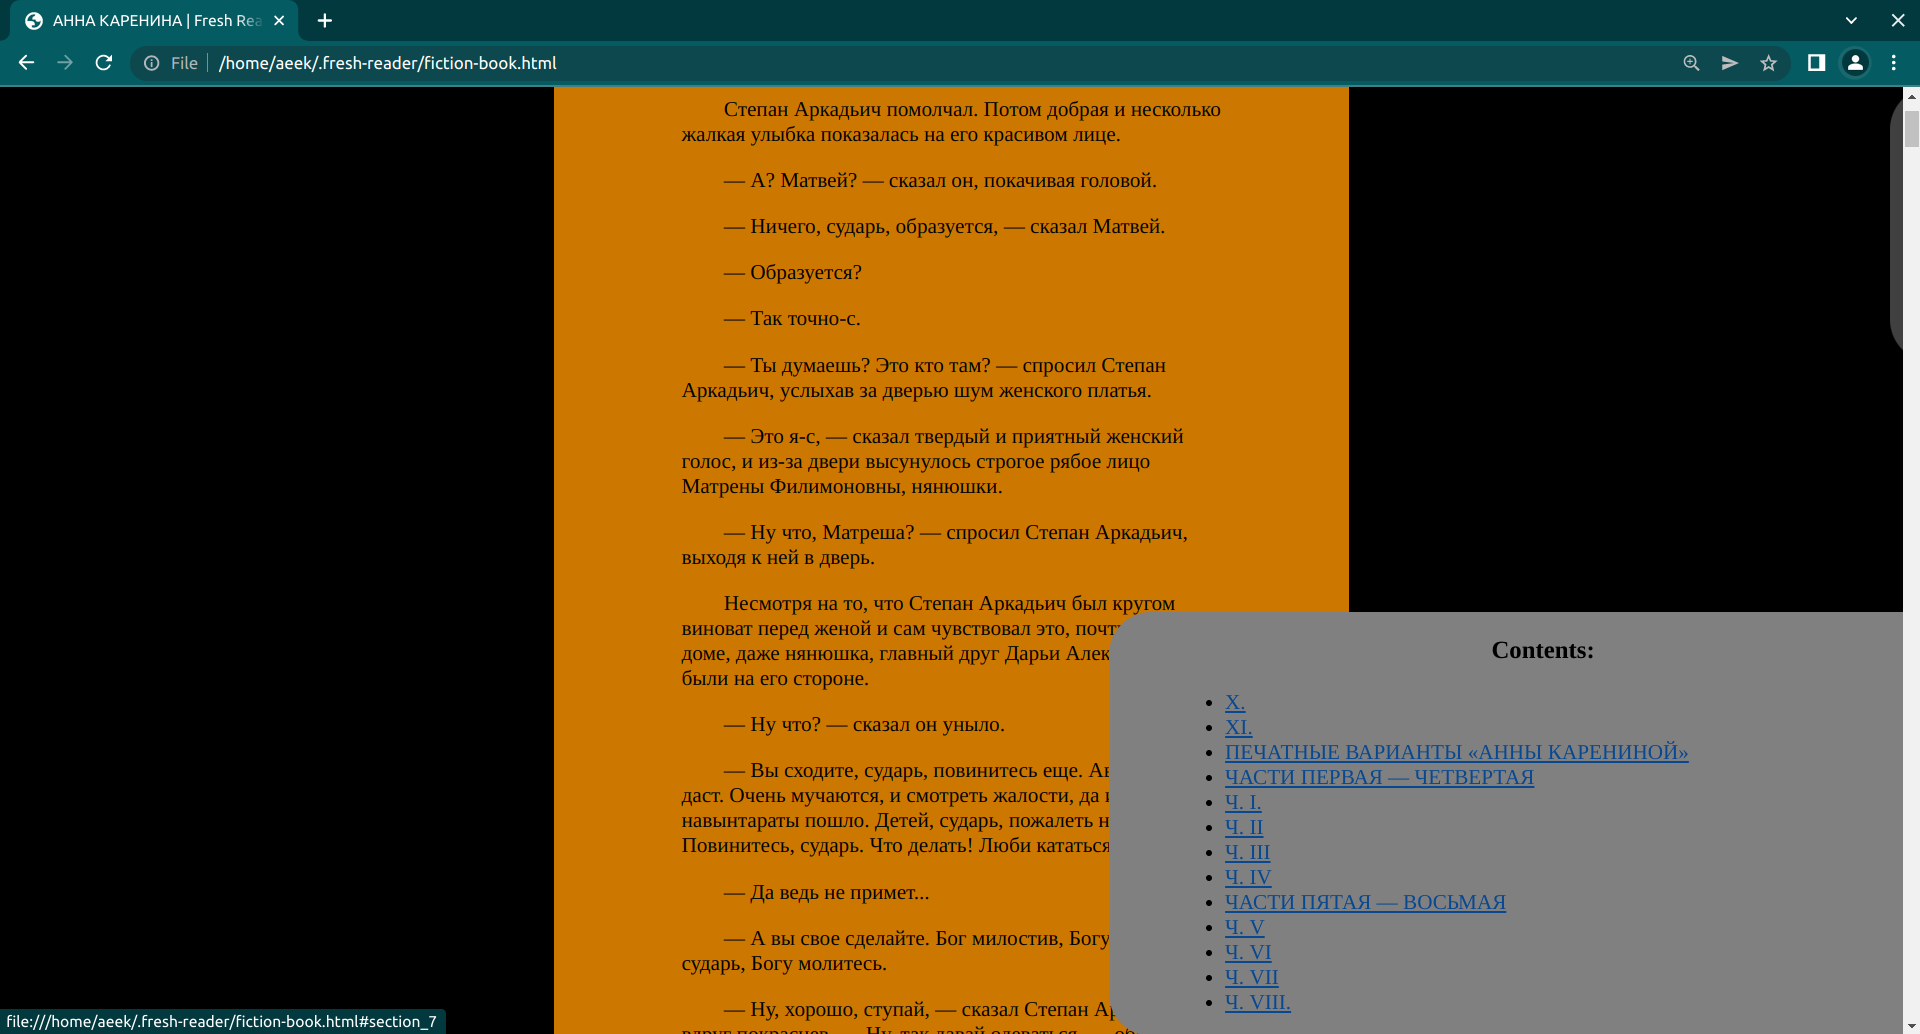 АННА КАРЕНИНА | Fresh Rea
File /home/aeek/.fresh-reader/fiction-book.html
Степан Аркадьич помолчал. Потом добрая и несколько
жалкая улыбка показалась на его красивом лице.
— А? Матвей? — сказал он, покачивая головой.
— Ничего, сударь, образуется, — сказал Матвей.
— Образуется?
— Так точно-с.
— Ты думаешь? Это кто там? — спросил Степан
Аркадьич, услыхав за дверью шум женского платья.
— Это я-с, — сказал твердый и приятный женский
голос, и из-за двери высунулось строгое рябое лицо
Матрены Филимоновны, нянюшки.
— Ну что, Матреша? — спросил Степан Аркадьич,
выходя к ней в дверь.
Несмотря на то, что Степан Аркадьич был кругом
виноват перед женой и сам чувствовал это, почт
доме, даже нянюшка, главный друг Дарьи Алек
были на его стороне.
— Ну что? — сказал он уныло.
— Вы сходите, сударь, повинитесь еще. Ав
даст. Очень мучаются, и смотреть жалости, да и
навынтараты пошло. Детей, сударь, пожалеть н
Повинитесь, сударь. Что делать! Люби кататься
— Да ведь не примет...
— А вы свое сделайте. Бог милостив, Богу
сударь, Богу молитесь.
— Ну, хорошо, ступай, — сказал Степан Ар
вдруг покраснев. — Ну, так давай одеваться, — об
Contents:
X.
XI.
ПЕЧАТНЫЕ ВАРИАНТЫ «АННЫ КАРЕНИНОЙ»
ЧАСТИ ПЕРВАЯ — ЧЕТВЕРТАЯ
Ч. I.
Ч. II
Ч. III
Ч. IV
ЧАСТИ ПЯТАЯ — ВОСЬМАЯ
Ч. V
Ч. VI
Ч. VII
Ч. VIII.
file:///home/aeek/.fresh-reader/fiction-book.html#section_7